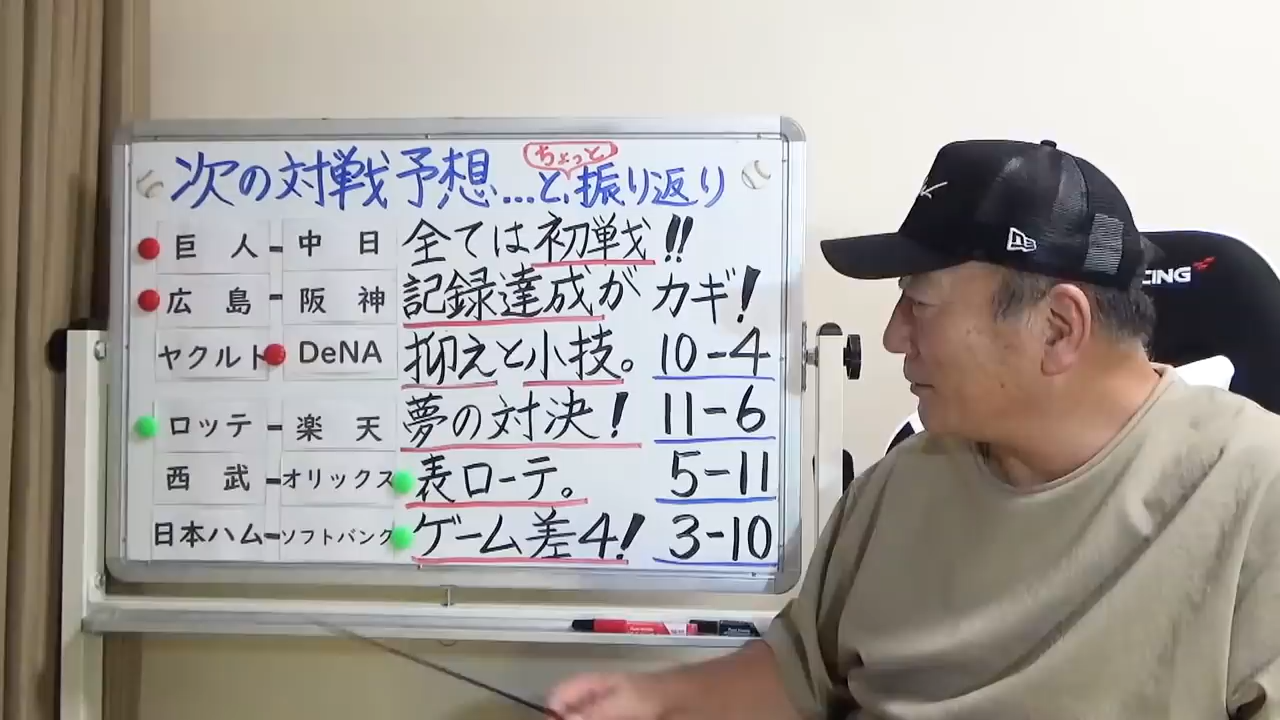 次の対戦予想…と、振り返り
ちょっと
巨人-中日 全ては初戦!!
広島-阪神 記録達成がカギ!
ヤクルト DeNA 抑えと小技。 10-4
ロッテ-楽天 夢の対決! 11-6
西武-オリックス 表ローテ。 5-11
日本ハム-ソフトバンク ゲーム差4! 3-10
CING